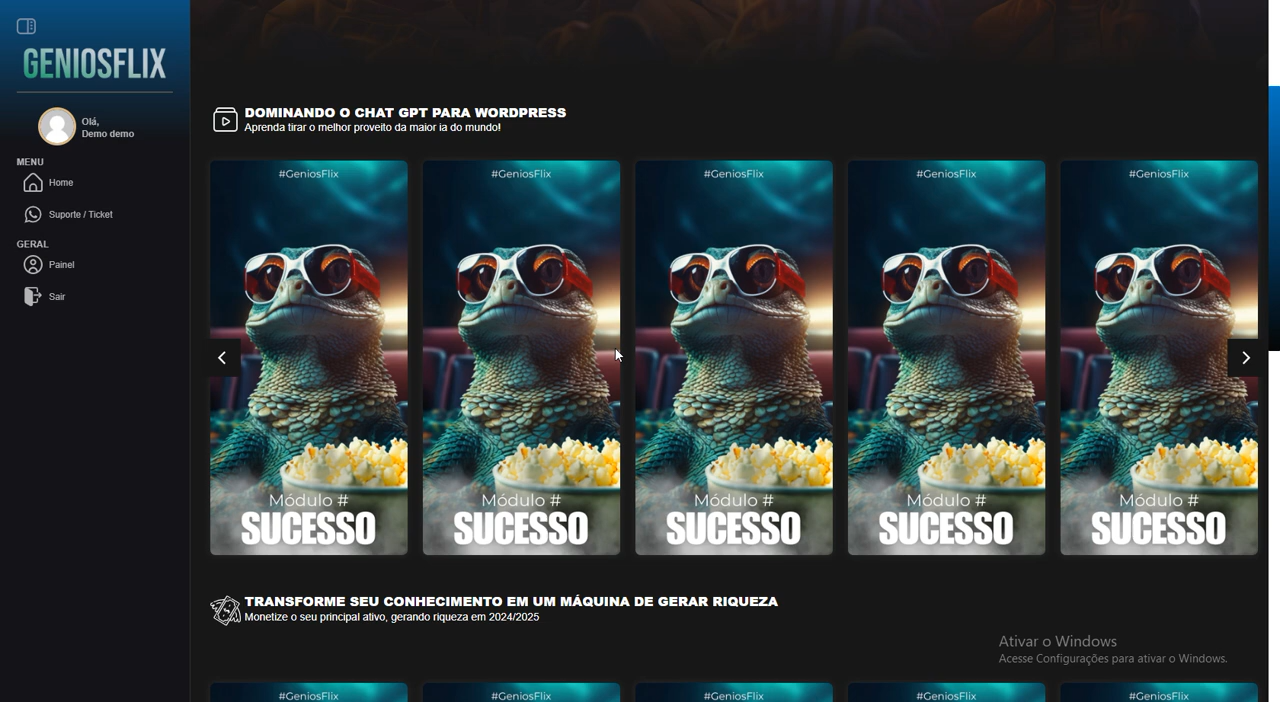 GENIOSFLIX
Olá,
Demo demo
MENU
Home
Suporte / Ticket
GERAL
Painel
Sair
DOMINANDO O CHAT GPT PARA WORDPRESS
Aprenda tirar o melhor proveito da maior ia do mundo!
#GeniosFlix
Módulo #
SUCESSO
#GeniosFlix
Módulo #
SUCESSO
#GeniosFlix
Módulo #
SUCESSO
#GeniosFlix
Módulo #
SUCESSO
#GeniosFlix
Módulo #
SUCESSO
TRANSFORME SEU CONHECIMENTO EM UM MÁQUINA DE GERAR RIQUEZA
Monetize o seu principal ativo, gerando riqueza em 2024/2025
Ativar o Windows
Acesse Configurações para ativar o Windows.
#GeniosFlix
#GeniosFlix
#GeniosFlix
#GeniosFlix
#GeniosFlix